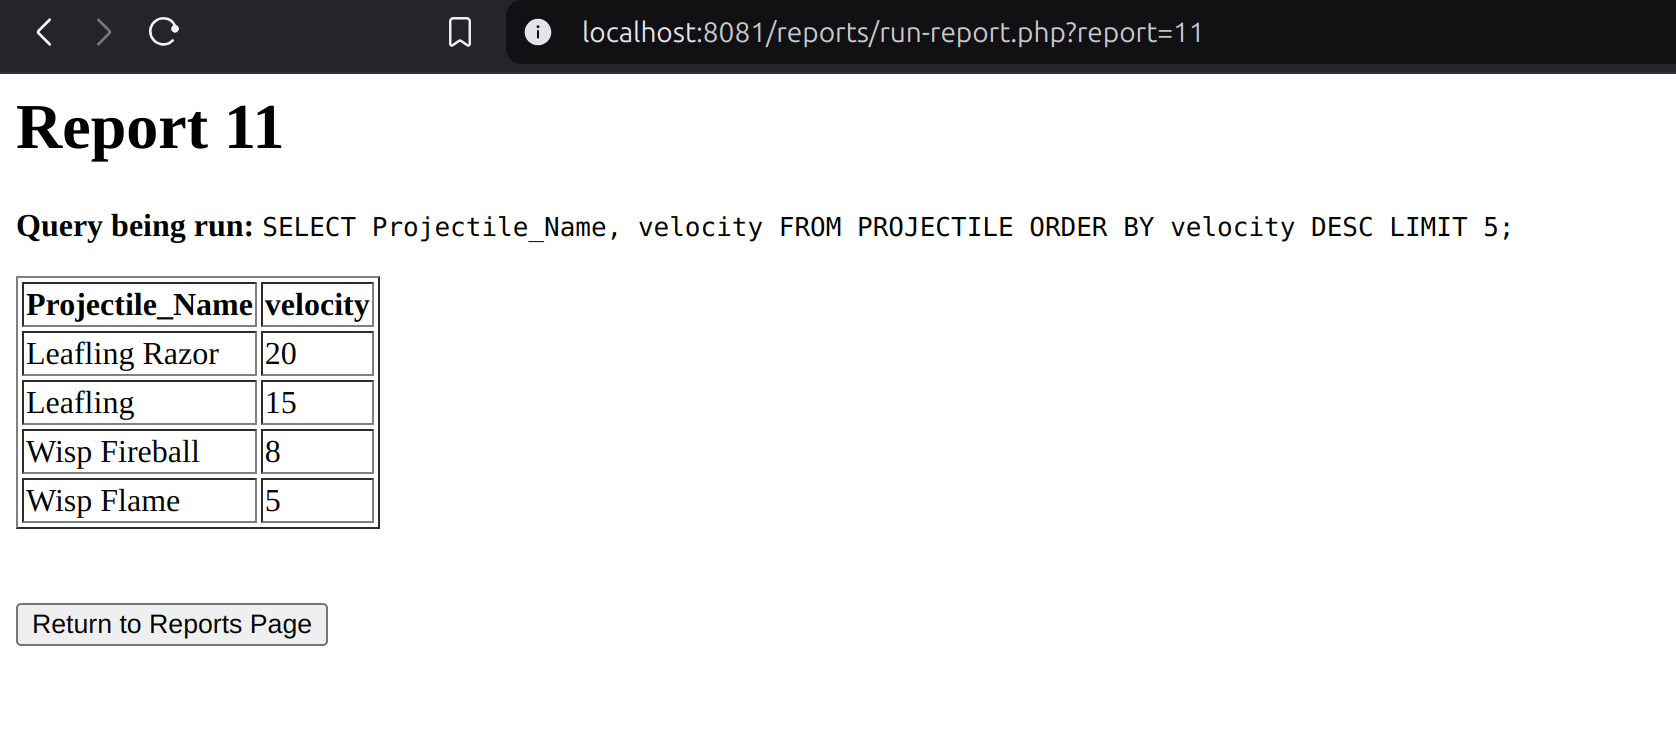 localhost:8081/reports/run-report.php?report=11
Report 11
Query being run: SELECT Projectile_Name, velocity FROM PROJECTILE ORDER BY velocity DESC LIMIT 5;
Projectile_Name velocity
Leafling Razor 20
Leafling 15
Wisp Fireball 8
Wisp Flame 5
Return to Reports Page